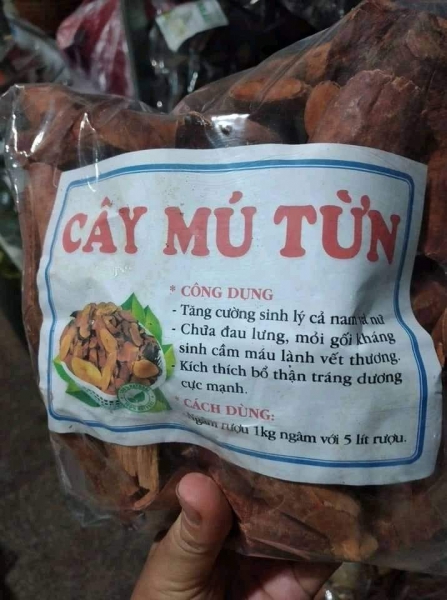 CÂY MÚ TỪN
* CÔNG DỤNG
- Tăng cường sinh lý cả nam và nữ
- Chữa đau lưng, mỏi gối kháng
sinh cầm máu lành vết thương.
- Kích thích bổ thận tráng dương
cực mạnh.
* CÁCH DÙNG:
- Ngâm rượu 1kg ngâm với 5 lít rượu.